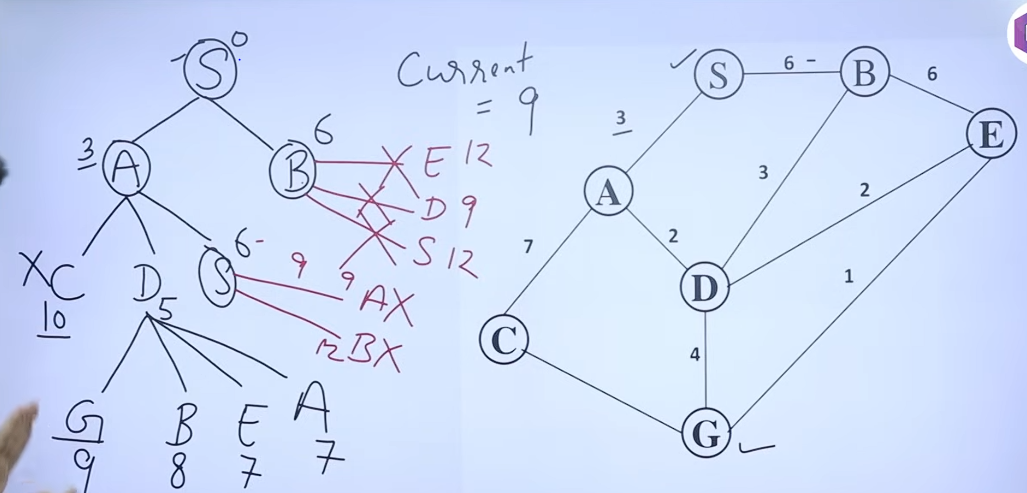 S 0
Current
= 9
3 A
B 6
E 12
D 9
S 12
X C
10
D 5
S 6-
9
9
A X
12 B X
G
9
B
8
E
7
A
7
S
6 -
B
6
E
3
A
3
2
2
7
D
1
C
4
G